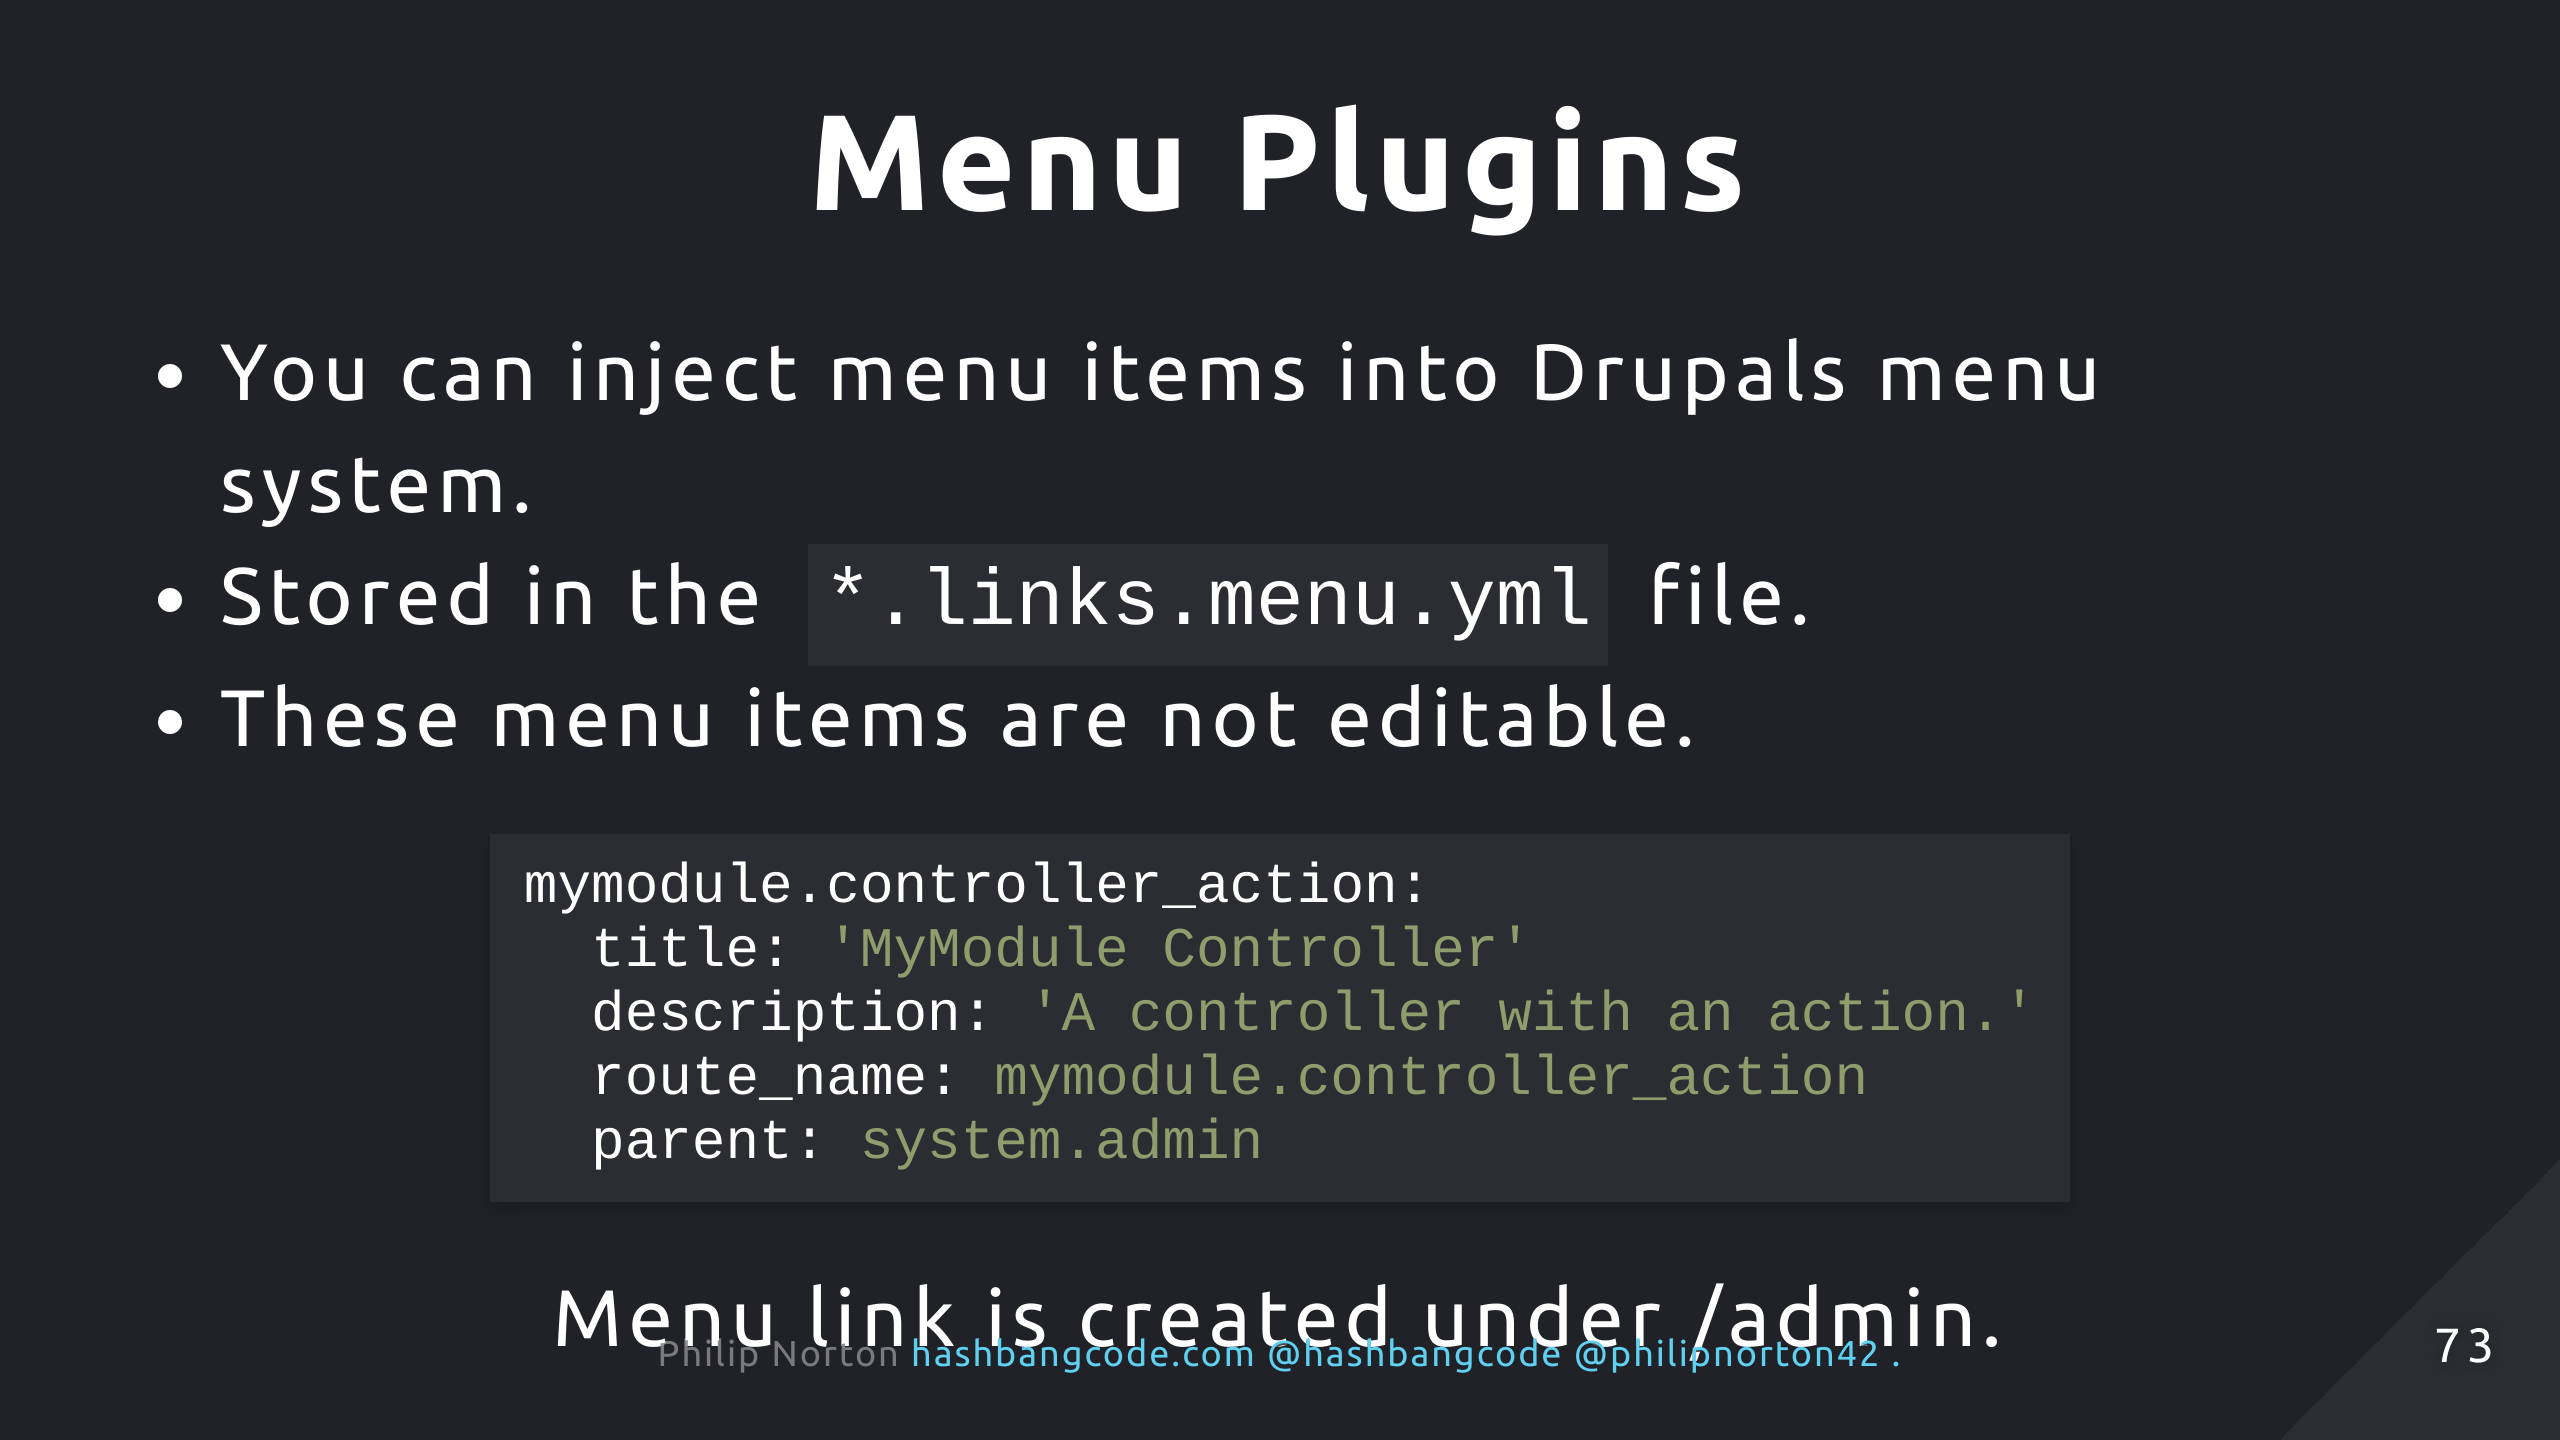 Menu Plugins
• You can inject menu items into Drupals menu
system.
• Stored in the *.links.menu.yml file.
• These menu items are not editable.
mymodule.controller_action:
  title: 'MyModule Controller'
  description: 'A controller with an action.'
  route_name: mymodule.controller_action
  parent: system.admin
Menu link is created under /admin.
Philip Norton hashbangcode.com @hashbangcode @philipnorton42 .
73